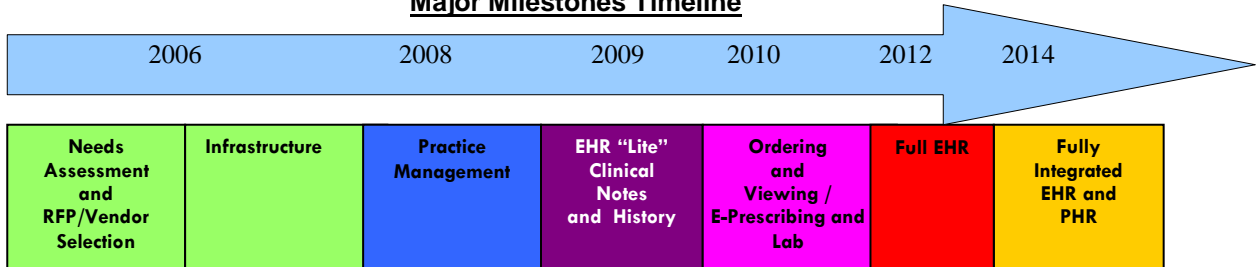 Major Milestones Timeline
2006 2008 2009 2010 2012 2014
Needs
Assessment
and
RFP/Vendor
Selection
Infrastructure
Practice
Management
EHR “Lite”
Clinical
Notes
and History
Ordering
and
Viewing /
E-Prescribing and
Lab
Full EHR
Fully
Integrated
EHR and
PHR